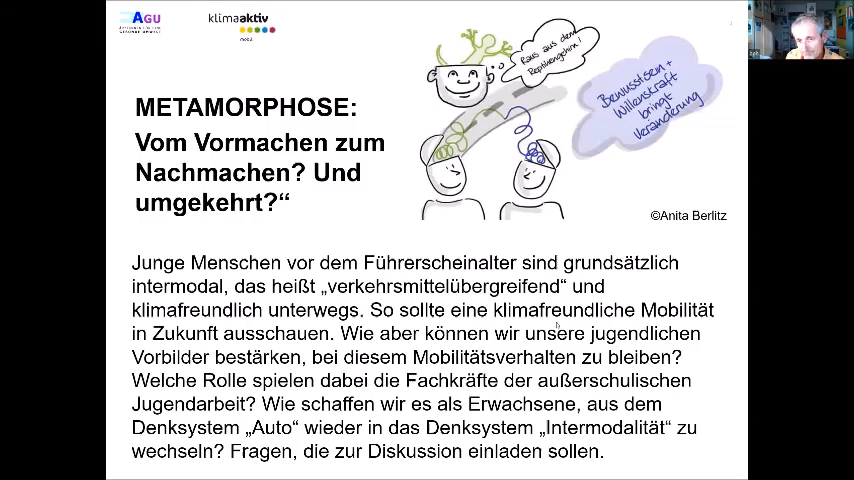 AGU
klimaaktiv
mobil
Raus aus dem
Reptiliengehirn!
Bewusstsein +
Willenskraft
bringt
Veränderung
METAMORPHOSE:
Vom Vormachen zum
Nachmachen? Und
umgekehrt?“
©Anita Berlitz
Junge Menschen vor dem Führerscheinalter sind grundsätzlich
intermodal, das heißt „verkehrsmittelübergreifend“ und
klimafreundlich unterwegs. So sollte eine klimafreundliche Mobilität
in Zukunft ausschauen. Wie aber können wir unsere jugendlichen
Vorbilder bestärken, bei diesem Mobilitätsverhalten zu bleiben?
Welche Rolle spielen dabei die Fachkräfte der außerschulischen
Jugendarbeit? Wie schaffen wir es als Erwachsene, aus dem
Denksystem „Auto“ wieder in das Denksystem „Intermodalität“ zu
wechseln? Fragen, die zur Diskussion einladen sollen.